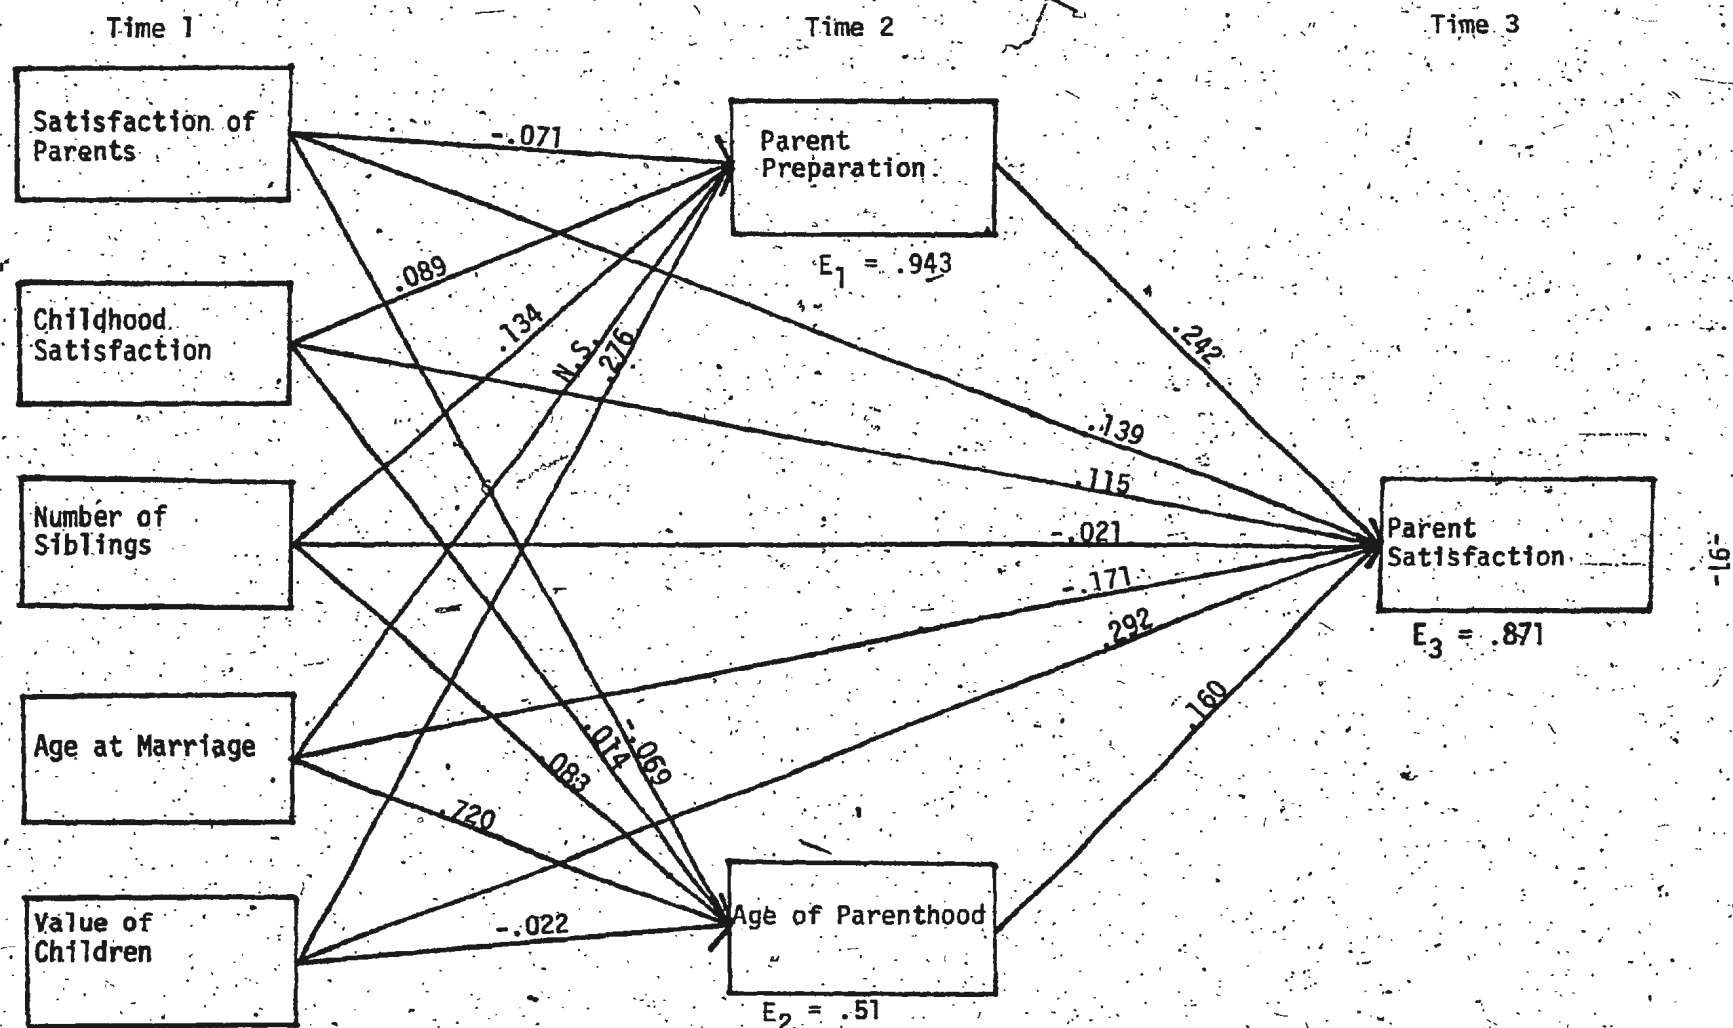 Time 1
Time 2
Time 3
Satisfaction of
Parents
-.071
Parent
Preparation
E1 = .943
Childhood
Satisfaction
.089
.134
N.S.
.276
.242
.139
.115
Number of
Siblings
-.021
Parent
Satisfaction
E3 = .871
-.171
.292
.160
Age at Marriage
.720
.083
.014
-.069
Value of
Children
-.022
Age of Parenthood
E2 = .51
-91-